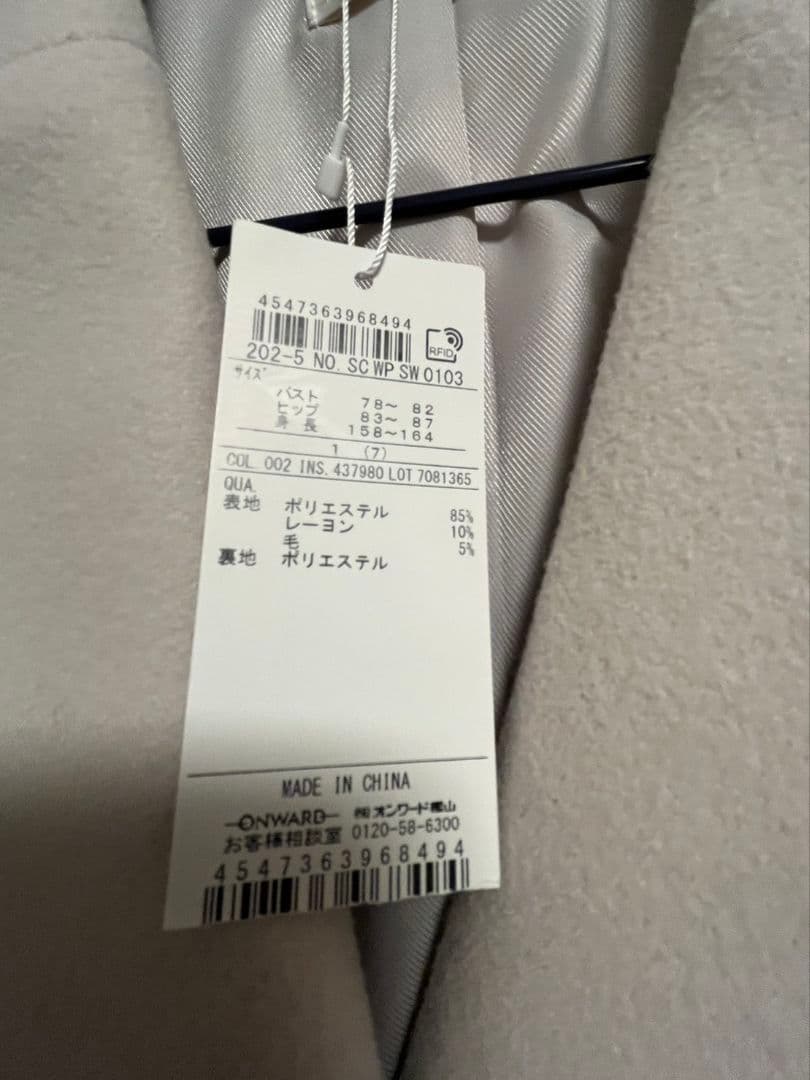 4547363968494
RFID
202-5 NO. SCWPSW0103
サイズ
バスト 78~ 82
ヒップ 83~ 87
身長 158~164
1 (7)
COL. 002 INS. 437980 LOT 7081365
QUA.
表地 ポリエステル 85%
レーヨン 10%
毛 5%
裏地 ポリエステル
MADE IN CHINA
ONWARD ㈱オンワード樫山
お客様相談室 0120-58-6300
4547363968494